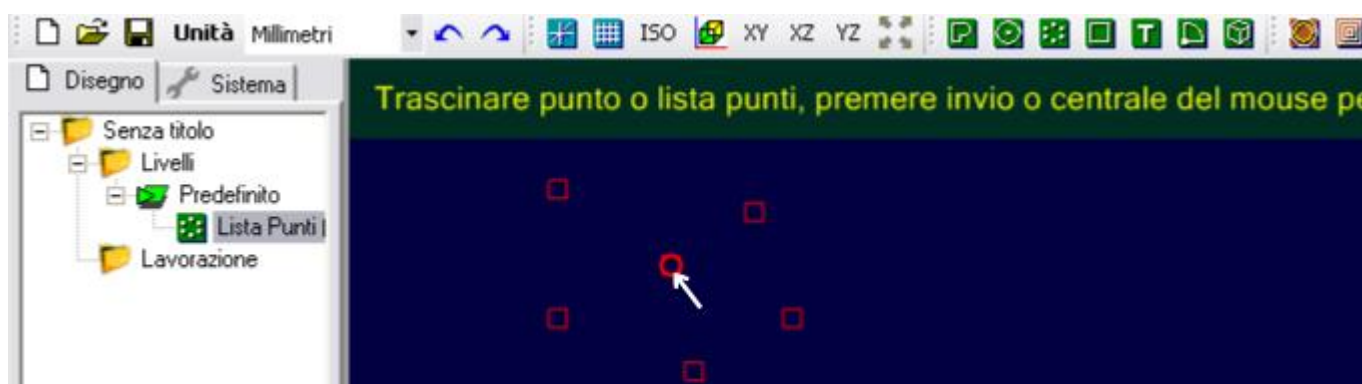 Unità Millimetri ISO XY XZ YZ
Disegno Sistema
Trascinare punto o lista punti, premere invio o centrale del mouse
Senza titolo
Livelli
Predefinito
Lista Punti
Lavorazione